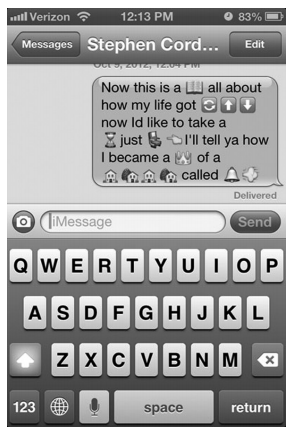 Verizon 12:13 PM 83%
Messages Stephen Cord... Edit
Oct 9, 2012, 12:04 PM
Now this is a 📖 all about
how my life got 🔄⬆️⬇️
now Id like to take a
⏳ just 💺 👈 I'll tell ya how
I became a of a
called 🔔
Delivered
iMessage Send
Q W E R T Y U I O P
A S D F G H J K L
Z X C V B N M
123 space return